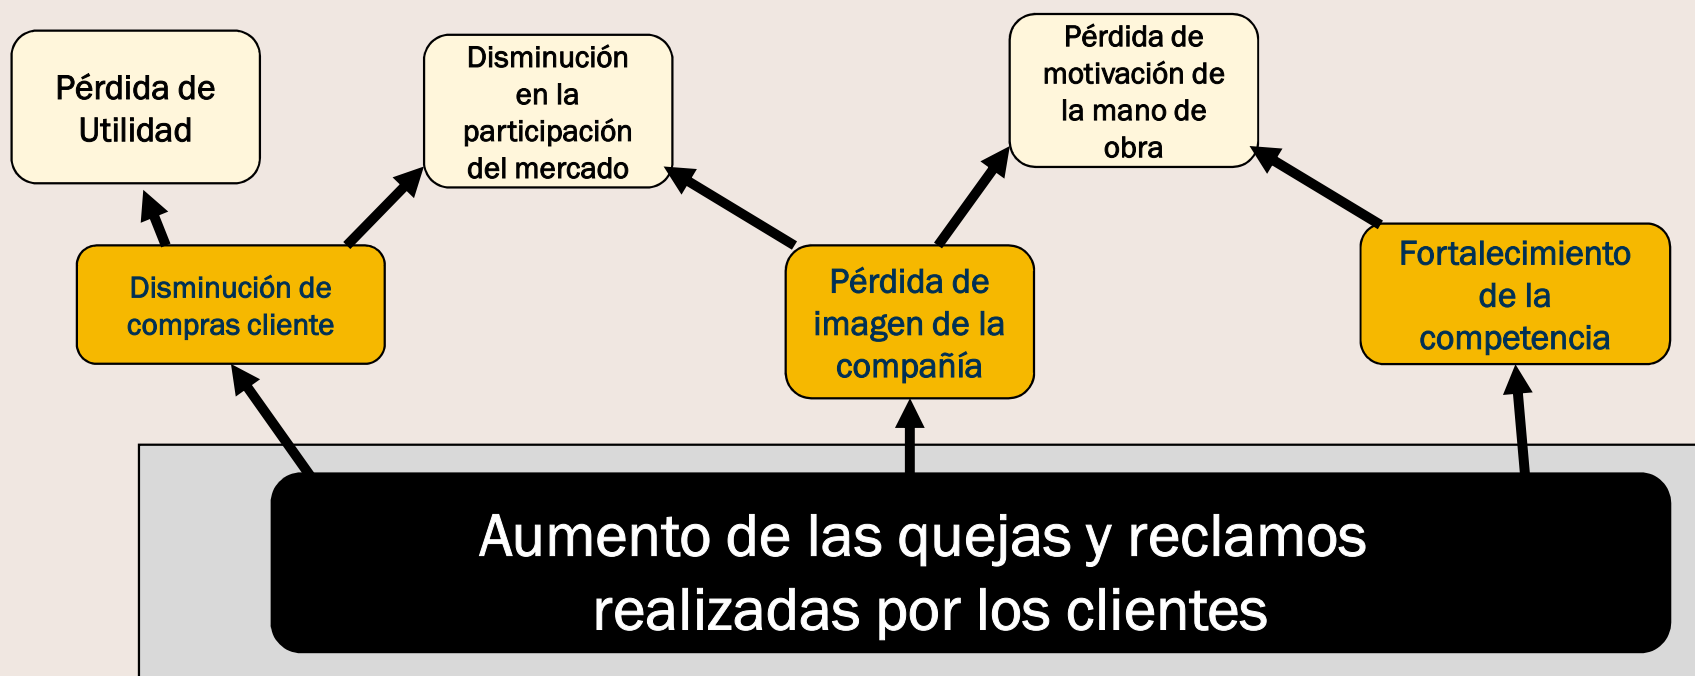 Pérdida de
Utilidad
Disminución
en la
participación
del mercado
Pérdida de
motivación de
la mano de
obra
Disminución de
compras cliente
Pérdida de
imagen de la
compañía
Fortalecimiento
de la
competencia
Aumento de las quejas y reclamos
realizadas por los clientes